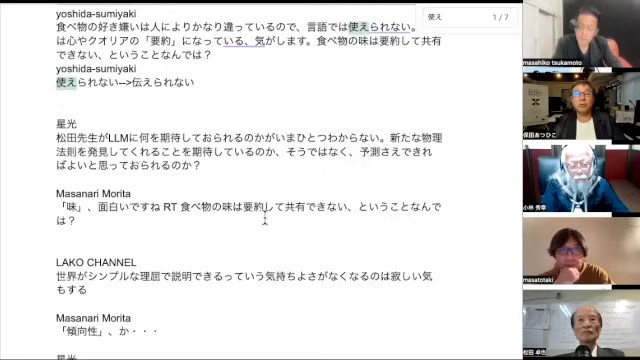 yoshida-sumiyaki
食べ物の好き嫌いは人によりかなり違っているので、言語では使えられない。
は心やクオリアの「要約」になっている、気がします。食べ物の味は要約して共有
できない、ということなんでは？
yoshida-sumiyaki
使えられない-->伝えられない
星光
松田先生がLLMに何を期待しておられるのかがいまひとつわからない。新たな物理
法則を発見してくれることを期待しているのか、そうではなく、予測さえできれ
ばよいと思っておられるのか？
Masanari Morita
「味」、面白いですね RT 食べ物の味は要約して共有できない、ということなんで
は？
LAKO CHANNEL
世界がシンプルな理屈で説明できるっていう気持ちよさがなくなるのは寂しい気
もする
Masanari Morita
「傾向性」、か・・・
星光
使え
1 / 7
masahiko tsukamoto
保田あつひこ
小林 秀章
masatotaki
松田 卓也